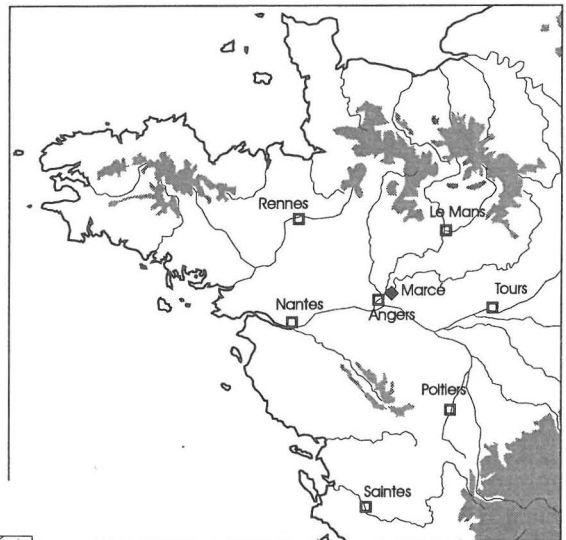 Rennes
Le Mans
Marcé
Tours
Nantes
Angers
Poitiers
Saintes